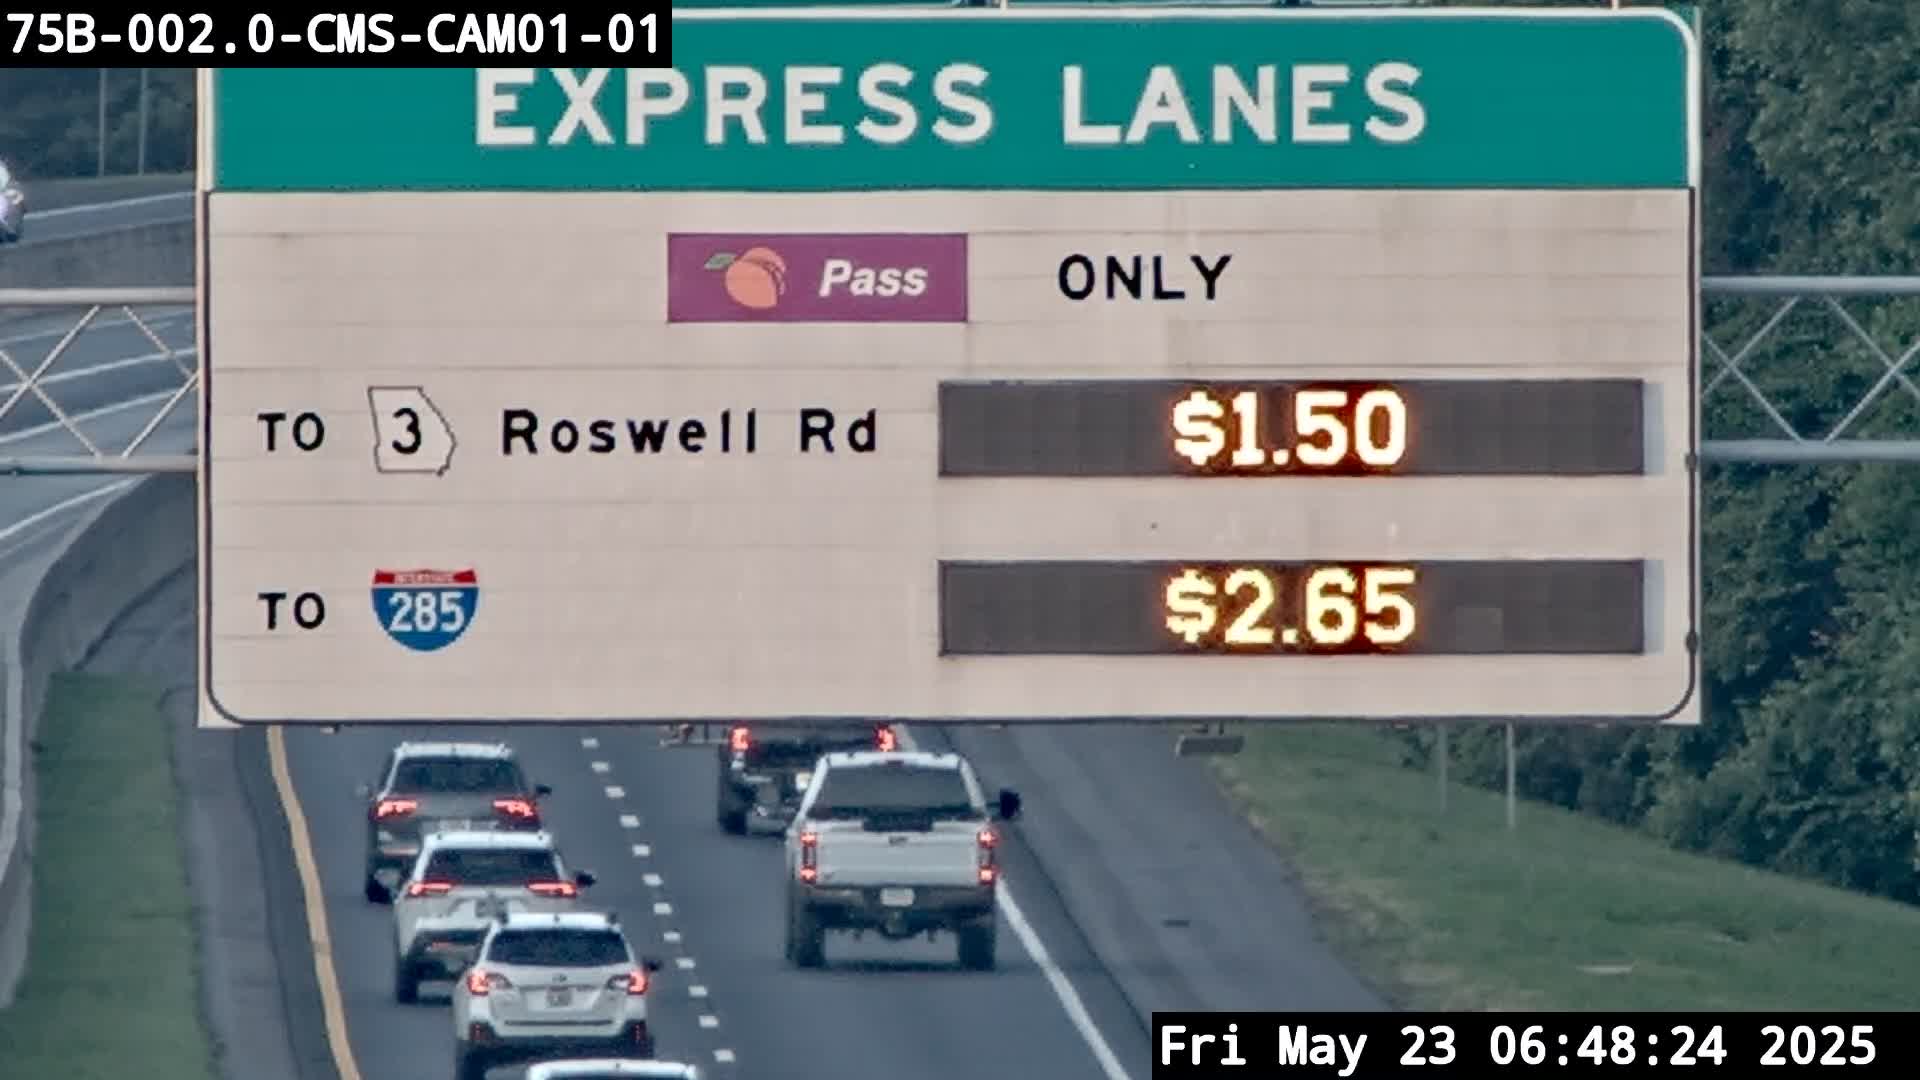 75B-002.0-CMS-CAM01-01
EXPRESS LANES
Pass ONLY
TO 3 Roswell Rd $1.50
TO INTERSTATE 285 $2.65
Fri May 23 06:48:24 2025